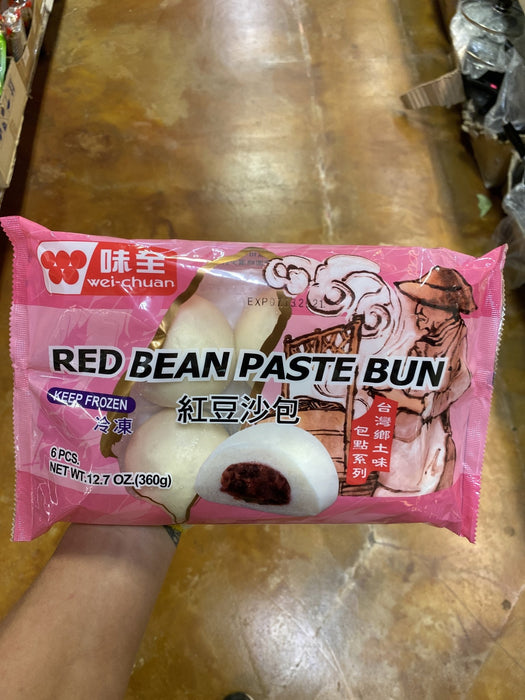 味全
wei-chuan
RED BEAN PASTE BUN
KEEP FROZEN
冷凍
紅豆沙包
6 PCS.
NET WT.12.7 OZ.(360g)
台灣鄉土味
包點系列